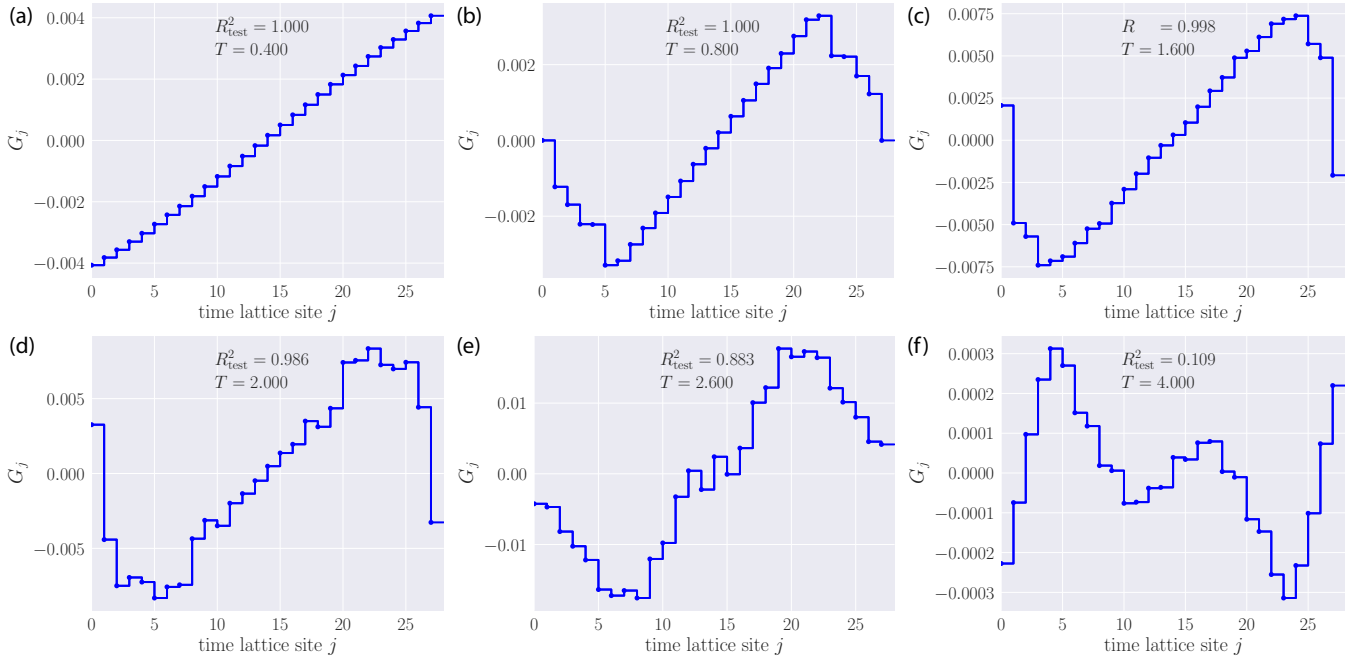 (a)
R²test = 1.000
T = 0.400
0.004
0.002
0.000
−0.002
−0.004
G_j
0 5 10 15 20 25
time lattice site j
(b)
R²test = 1.000
T = 0.800
0.002
0.000
−0.002
G_j
0 5 10 15 20 25
time lattice site j
(c)
R = 0.998
T = 1.600
0.0075
0.0050
0.0025
0.0000
−0.0025
−0.0050
−0.0075
G_j
0 5 10 15 20 25
time lattice site j
(d)
R²test = 0.986
T = 2.000
0.005
0.000
−0.005
G_j
0 5 10 15 20 25
time lattice site j
(e)
R²test = 0.883
T = 2.600
0.01
0.00
−0.01
G_j
0 5 10 15 20 25
time lattice site j
(f)
R²test = 0.109
T = 4.000
0.0003
0.0002
0.0001
0.0000
−0.0001
−0.0002
−0.0003
G_j
0 5 10 15 20 25
time lattice site j